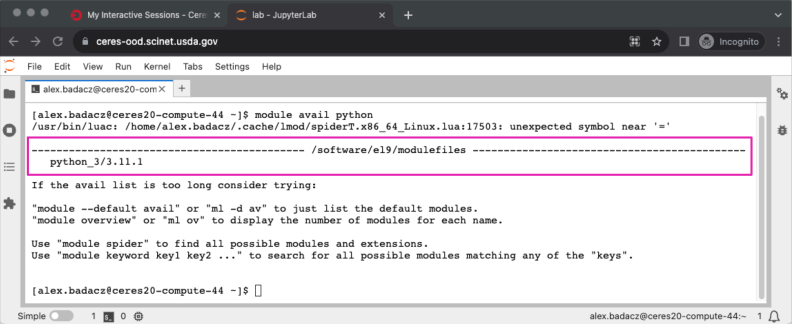 My Interactive Sessions - Ceres
lab - JupyterLab
ceres-ood.scinet.usda.gov
Incognito
File Edit View Run Kernel Tabs Settings Help
alex.badacz@ceres20-com
[alex.badacz@ceres20-compute-44 ~]$ module avail python
/usr/bin/luac: /home/alex.badacz/.cache/lmod/spiderT.x86_64_Linux.lua:17503: unexpected symbol near '='
------------------------------------------ /software/el9/modulefiles ------------------------------------------
python_3/3.11.1
If the avail list is too long consider trying:
"module --default avail" or "ml -d av" to just list the default modules.
"module overview" or "ml ov" to display the number of modules for each name.
Use "module spider" to find all possible modules and extensions.
Use "module keyword key1 key2 ..." to search for all possible modules matching any of the "keys".
[alex.badacz@ceres20-compute-44 ~]$
Simple 1 $_ 0 alex.badacz@ceres20-compute-44:~ 1